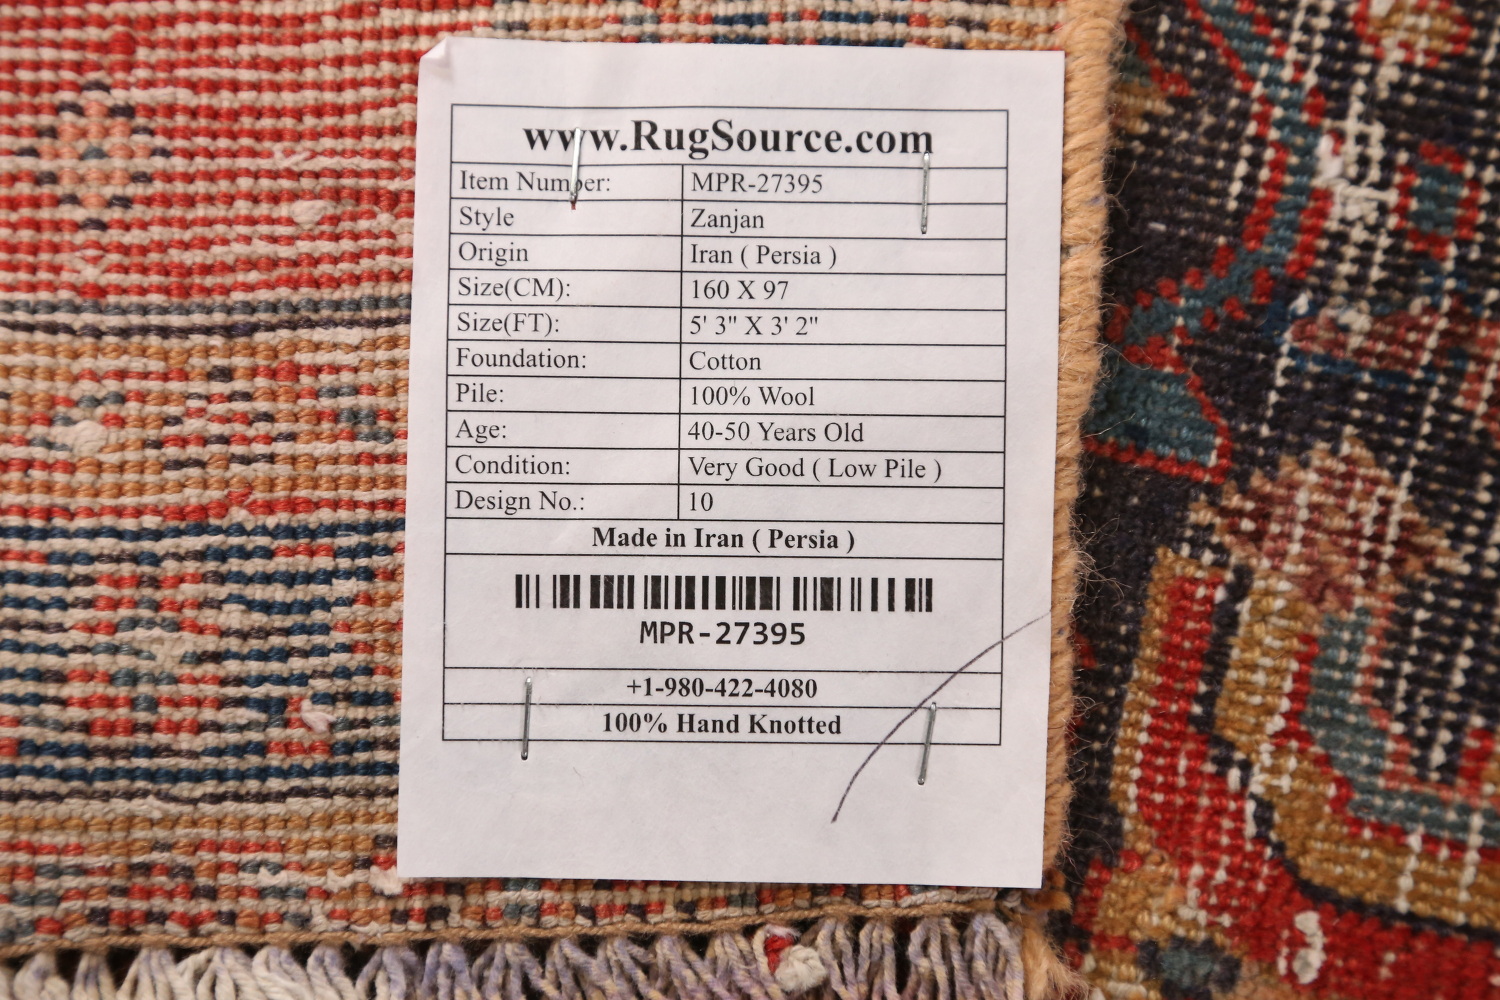 www.RugSource.com
Item Number: MPR-27395
Style Zanjan
Origin Iran ( Persia )
Size(CM): 160 X 97
Size(FT): 5' 3" X 3' 2"
Foundation: Cotton
Pile: 100% Wool
Age: 40-50 Years Old
Condition: Very Good ( Low Pile )
Design No.: 10
Made in Iran ( Persia )
MPR-27395
+1-980-422-4080
100% Hand Knotted